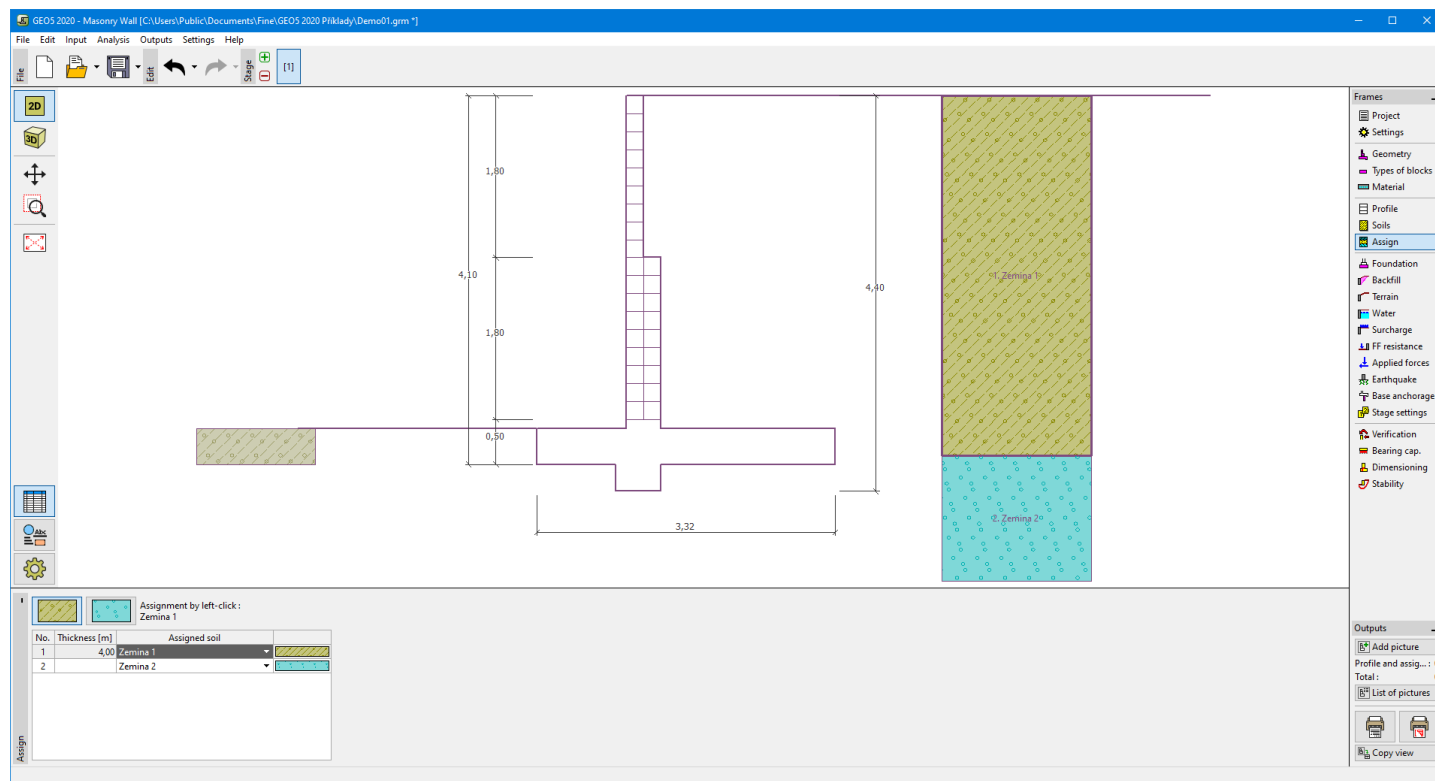 GEO5 2020 - Masonry Wall [C:\Users\Public\Documents\Fine\GEO5 2020 Příklady\Demo01.grm *]
File Edit Input Analysis Outputs Settings Help
File
Edit
Stage
[1]
2D
3D
1,80
4,10
1,80
0,50
4,40
3,32
1. Zemina 1
2. Zemina 2
Abc
Frames
Project
Settings
Geometry
Types of blocks
Material
Profile
Soils
Assign
Foundation
Backfill
Terrain
Water
Surcharge
FF resistance
Applied forces
Earthquake
Base anchorage
Stage settings
Verification
Bearing cap.
Dimensioning
Stability
Assign
Assignment by left-click :
Zemina 1
No. Thickness [m] Assigned soil
1 4,00 Zemina 1
2 Zemina 2
Outputs
Add picture
Profile and assig... :
Total :
List of pictures
Copy view